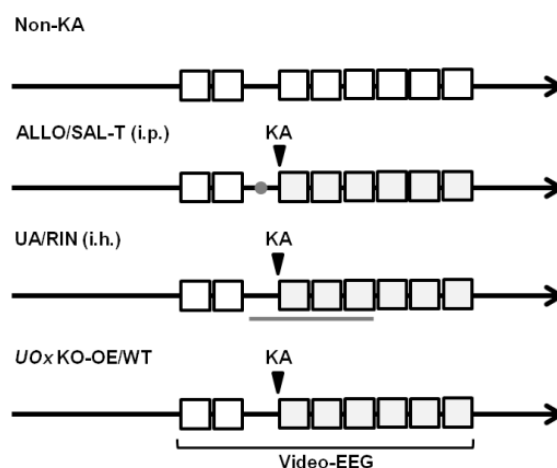 Non-KA
ALLO/SAL-T (i.p.)
KA
UA/RIN (i.h.)
KA
UOx KO-OE/WT
KA
Video-EEG